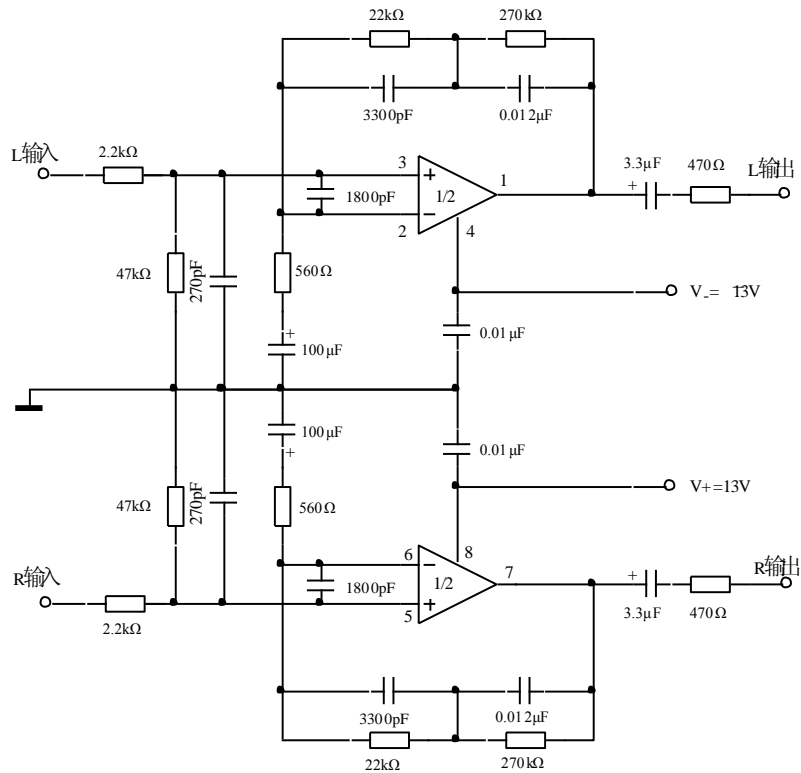 22kΩ
270kΩ
3300pF
0.012μF
L输入
2.2kΩ
3
+
1800pF
1/2
1
−
2
4
3.3μF
+
470Ω
L输出
47kΩ
270pF
560Ω
V-= 13V
+
100μF
0.01μF
100μF
+
0.01μF
47kΩ
270pF
560Ω
V+=13V
R输入
2.2kΩ
6
−
8
1800pF
1/2
7
+
5
+
3.3μF
470Ω
R输出
3300pF
0.012μF
22kΩ
270kΩ